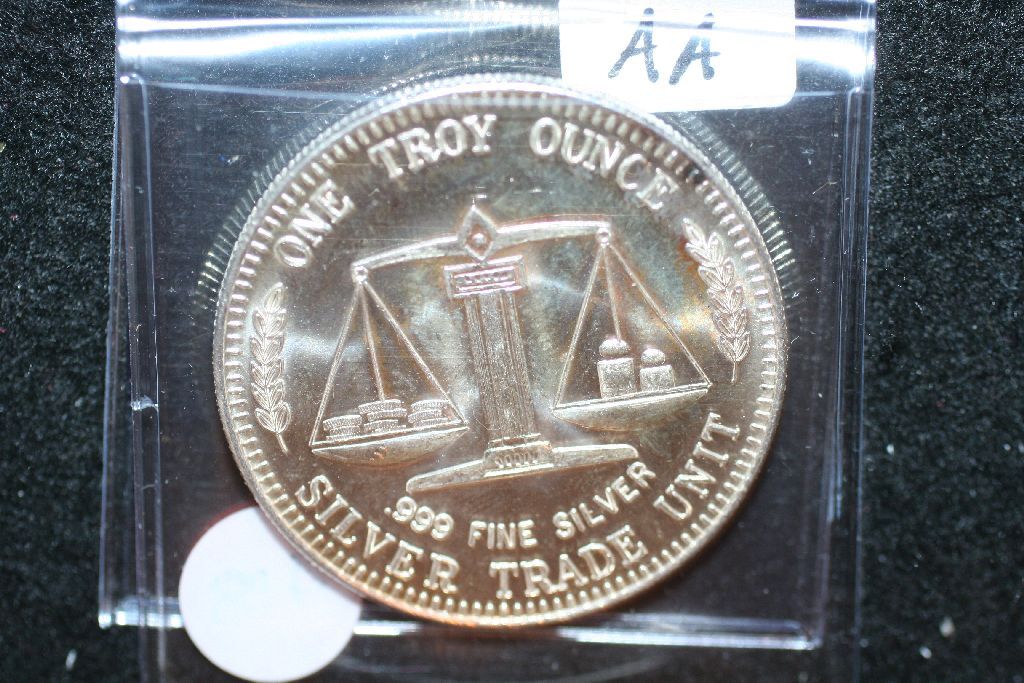 AA
ONE TROY OUNCE
.999 FINE SILVER
SILVER TRADE UNIT